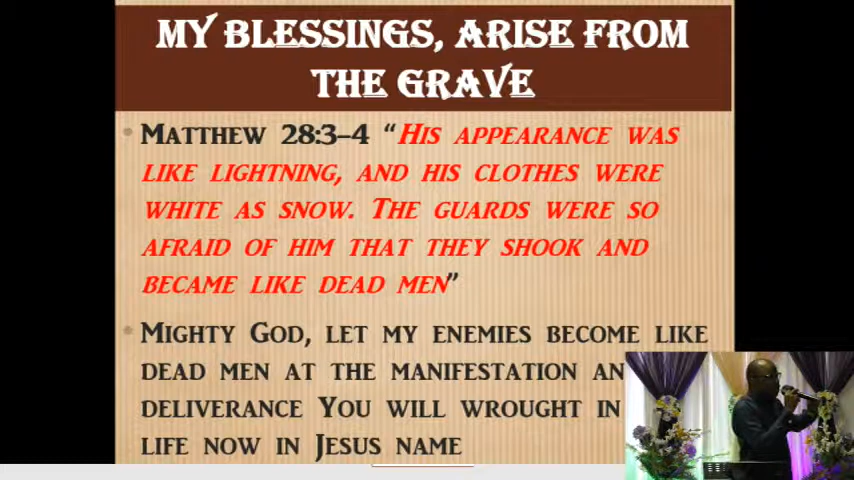 MY BLESSINGS, ARISE FROM
THE GRAVE
• MATTHEW 28:3–4 “HIS APPEARANCE WAS
LIKE LIGHTNING, AND HIS CLOTHES WERE
WHITE AS SNOW. THE GUARDS WERE SO
AFRAID OF HIM THAT THEY SHOOK AND
BECAME LIKE DEAD MEN”
• MIGHTY GOD, LET MY ENEMIES BECOME LIKE
DEAD MEN AT THE MANIFESTATION
DELIVERANCE YOU WILL WROUGHT IN
LIFE NOW IN JESUS NAME